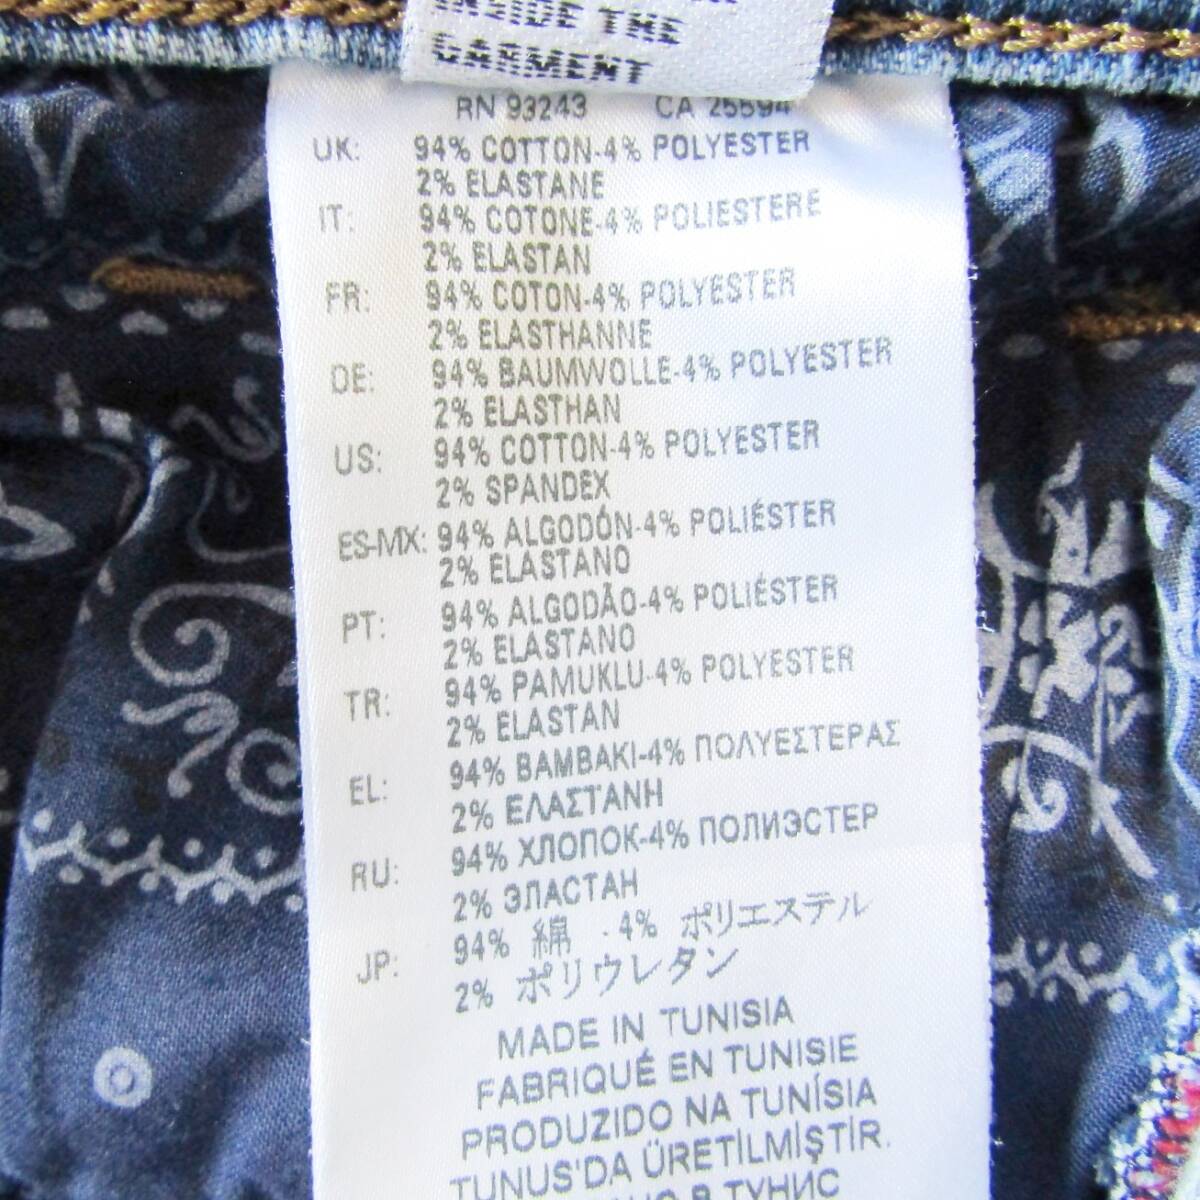 INSIDE THE
GARMENT
RN 93243 CA 25594
UK: 94% COTTON-4% POLYESTER
2% ELASTANE
IT: 94% COTONE-4% POLIESTERE
2% ELASTAN
FR: 94% COTON-4% POLYESTER
2% ELASTHANNE
DE: 94% BAUMWOLLE-4% POLYESTER
2% ELASTHAN
US: 94% COTTON-4% POLYESTER
2% SPANDEX
ES-MX: 94% ALGODÓN-4% POLIÉSTER
2% ELASTANO
PT: 94% ALGODÃO-4% POLIÉSTER
2% ELASTANO
TR: 94% PAMUKLU-4% POLYESTER
2% ELASTAN
EL: 94% ΒΑΜΒΑΚΙ-4% ΠΟΛΥΕΣΤΕΡΑΣ
2% ΕΛΑΣΤΑΝΗ
RU: 94% ХЛОПОК-4% ПОЛИЭСТЕР
2% ЭЛАСТАН
JP: 94% 綿 -4% ポリエステル
2% ポリウレタン
MADE IN TUNISIA
FABRIQUÉ EN TUNISIE
PRODUZIDO NA TUNÍSIA
TUNUS'DA ÜRETİLMİŞTİR.
В ТУНИС